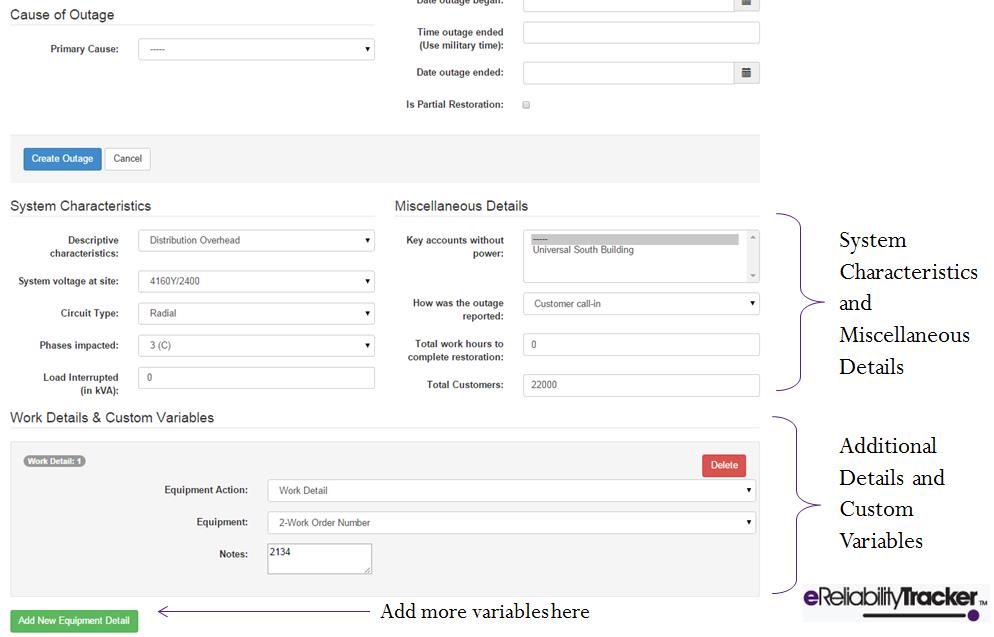 Date outage began:
Cause of Outage
Primary Cause:
-----
Time outage ended
(Use military time):
Date outage ended:
Is Partial Restoration:
Create Outage
Cancel
System Characteristics
Descriptive
characteristics:
Distribution Overhead
System voltage at site:
4160Y/2400
Circuit Type:
Radial
Phases impacted:
3 (C)
Load Interrupted
(in kVA):
0
Miscellaneous Details
Key accounts without
power:
-----
Universal South Building
How was the outage
reported:
Customer call-in
Total work hours to
complete restoration:
0
Total Customers:
22000
System
Characteristics
and
Miscellaneous
Details
Work Details & Custom Variables
Work Detail: 1
Delete
Equipment Action:
Work Detail
Equipment:
2-Work Order Number
Notes:
2134
Additional
Details and
Custom
Variables
Add New Equipment Detail
Add more variableshere
eReliabilityTracker™